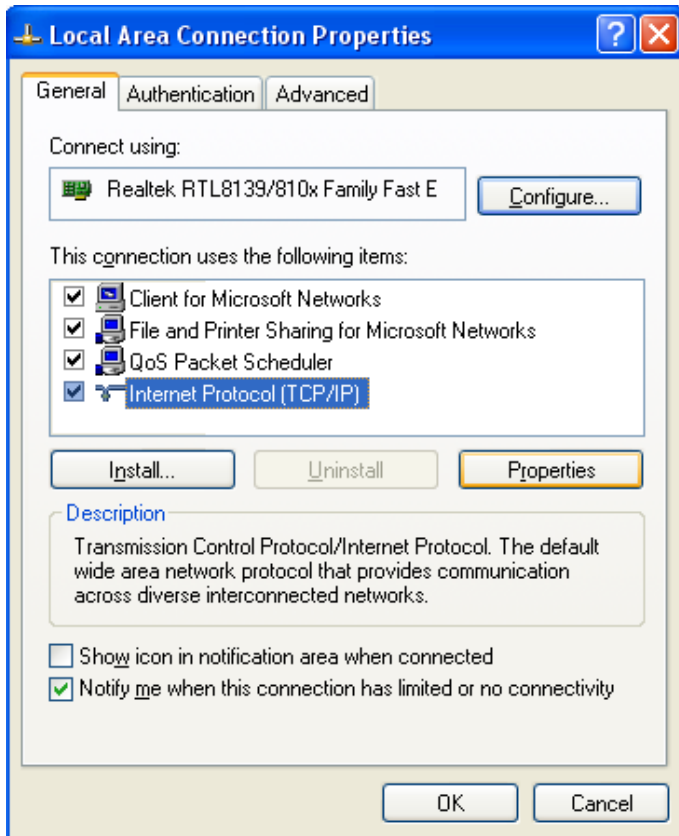 Local Area Connection Properties
General Authentication Advanced
Connect using:
Realtek RTL8139/810x Family Fast E
Configure...
This connection uses the following items:
Client for Microsoft Networks
File and Printer Sharing for Microsoft Networks
QoS Packet Scheduler
Internet Protocol (TCP/IP)
Install... Uninstall Properties
Description
Transmission Control Protocol/Internet Protocol. The default
wide area network protocol that provides communication
across diverse interconnected networks.
Show icon in notification area when connected
Notify me when this connection has limited or no connectivity
OK Cancel